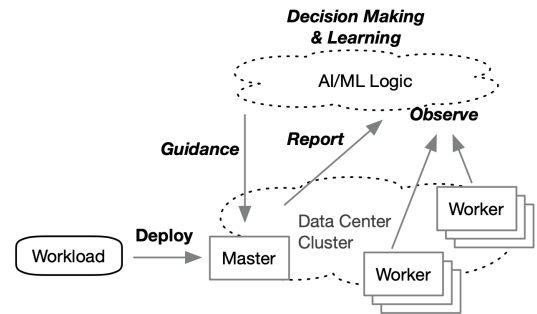 Decision Making
& Learning
AI/ML Logic
Observe
Report
Guidance
Worker
Data Center
Cluster
Deploy
Workload
Master
Worker